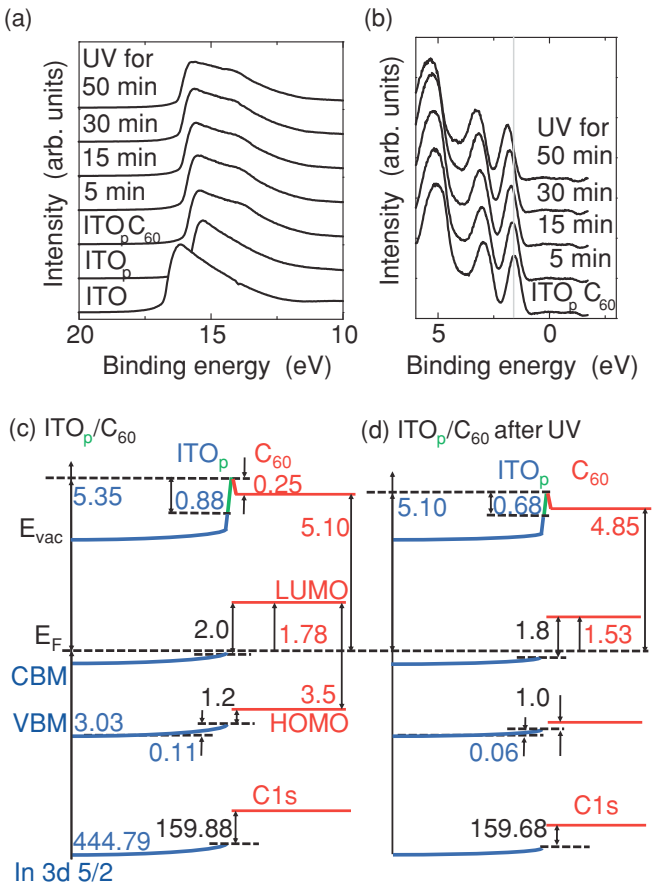 (a)
UV for
50 min
30 min
15 min
5 min
ITOpC60
ITOp
ITO
Intensity (arb. units)
20
15
10
Binding energy (eV)
(b)
UV for
50 min
30 min
15 min
5 min
ITOpC60
Intensity (arb. units)
5
0
Binding energy (eV)
(c) ITOp/C60
ITOp
C60
5.35
0.88
0.25
5.10
Evac
LUMO
2.0
1.78
EF
CBM
1.2
3.5
VBM
3.03
HOMO
0.11
C1s
159.88
444.79
In 3d 5/2
(d) ITOp/C60 after UV
ITOp
C60
5.10
0.68
4.85
1.8
1.53
1.0
0.06
C1s
159.68